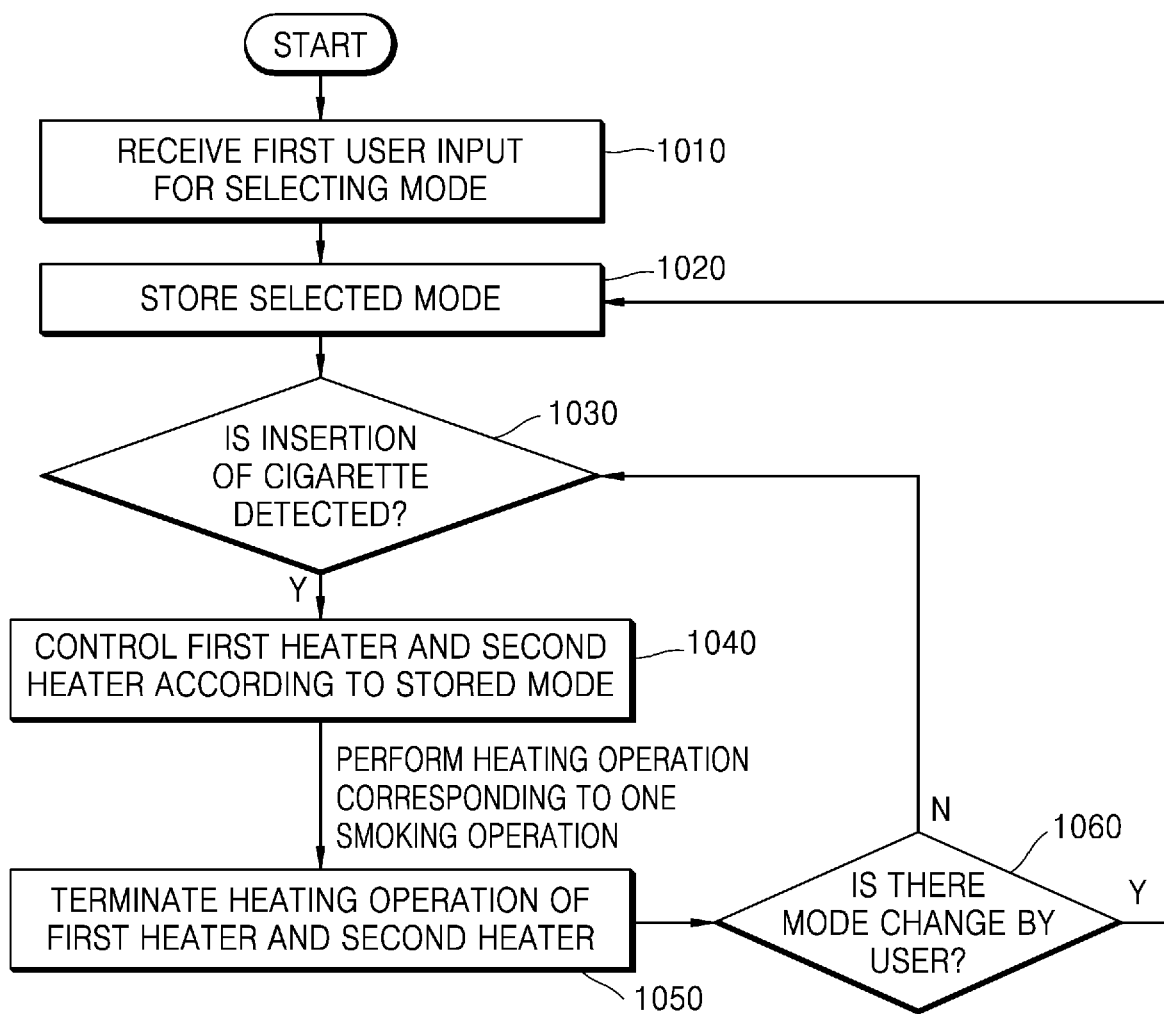 START
RECEIVE FIRST USER INPUT
FOR SELECTING MODE
1010
STORE SELECTED MODE
1020
IS INSERTION
OF CIGARETTE
DETECTED?
1030
Y
CONTROL FIRST HEATER AND SECOND
HEATER ACCORDING TO STORED MODE
1040
PERFORM HEATING OPERATION
CORRESPONDING TO ONE
SMOKING OPERATION
TERMINATE HEATING OPERATION OF
FIRST HEATER AND SECOND HEATER
1050
IS THERE
MODE CHANGE BY
USER?
1060
N
Y